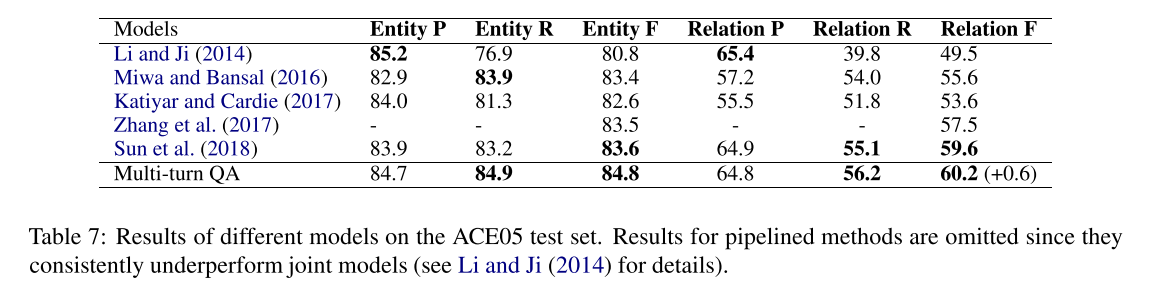 Models Entity P Entity R Entity F Relation P Relation R Relation F
Li and Ji (2014) 85.2 76.9 80.8 65.4 39.8 49.5
Miwa and Bansal (2016) 82.9 83.9 83.4 57.2 54.0 55.6
Katiyar and Cardie (2017) 84.0 81.3 82.6 55.5 51.8 53.6
Zhang et al. (2017) - - 83.5 - - 57.5
Sun et al. (2018) 83.9 83.2 83.6 64.9 55.1 59.6
Multi-turn QA 84.7 84.9 84.8 64.8 56.2 60.2 (+0.6)
Table 7: Results of different models on the ACE05 test set. Results for pipelined methods are omitted since they
consistently underperform joint models (see Li and Ji (2014) for details).